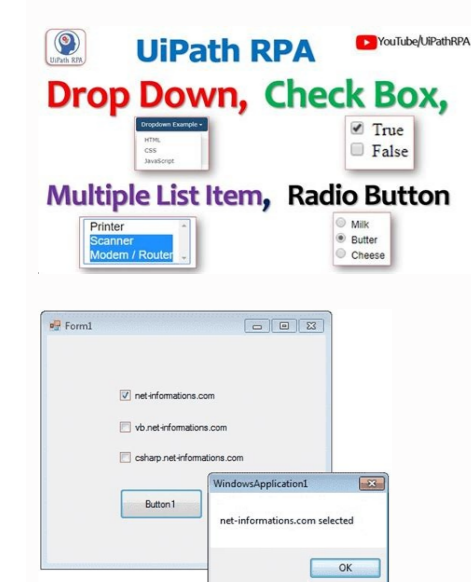 UiPath RPA
UiPath RPA
YouTube/UiPathRPA
Drop Down, Check Box,
Dropdown Example
HTML
CSS
JavaScript
True
False
Multiple List Item, Radio Button
Printer
Scanner
Modem / Router
Milk
Butter
Cheese
Form1
net-informations.com
vb.net-informations.com
csharp.net-informations.com
Button1
WindowsApplication1
net-informations.com selected
OK